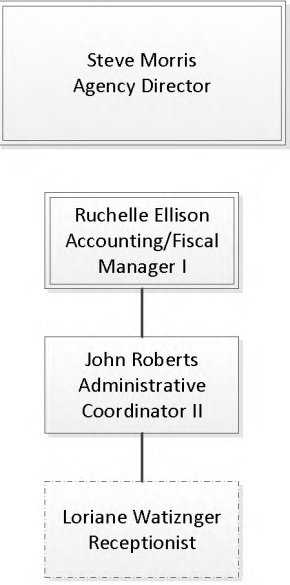 Steve Morris
Agency Director
Ruchelle Ellison
Accounting/Fiscal
Manager I
John Roberts
Administrative
Coordinator II
Loriane Watiznger
Receptionist